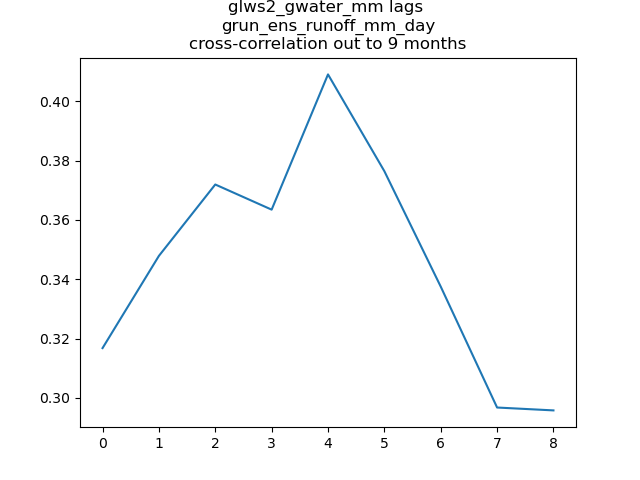 glws2_gwater_mm lags
grun_ens_runoff_mm_day
cross-correlation out to 9 months
0.40
0.38
0.36
0.34
0.32
0.30
0 1 2 3 4 5 6 7 8